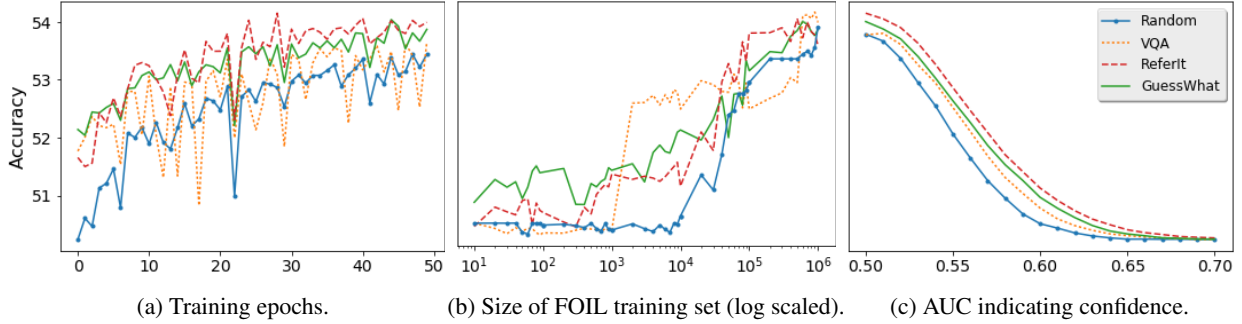 Accuracy
54
53
52
51
0 10 20 30 40 50
(a) Training epochs.
10¹ 10² 10³ 10⁴ 10⁵ 10⁶
(b) Size of FOIL training set (log scaled).
Random
VQA
ReferIt
GuessWhat
0.50 0.55 0.60 0.65 0.70
(c) AUC indicating confidence.